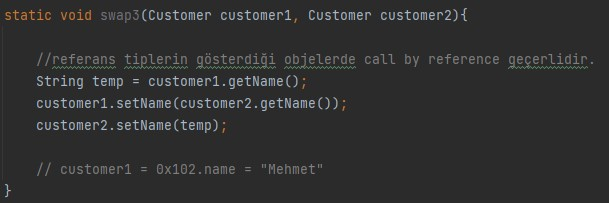 static void swap3(Customer customer1, Customer customer2){
//referans tiplerin gösterdiği objelerde call by reference geçerlidir.
String temp = customer1.getName();
customer1.setName(customer2.getName());
customer2.setName(temp);
// customer1 = 0x102.name = "Mehmet"
}